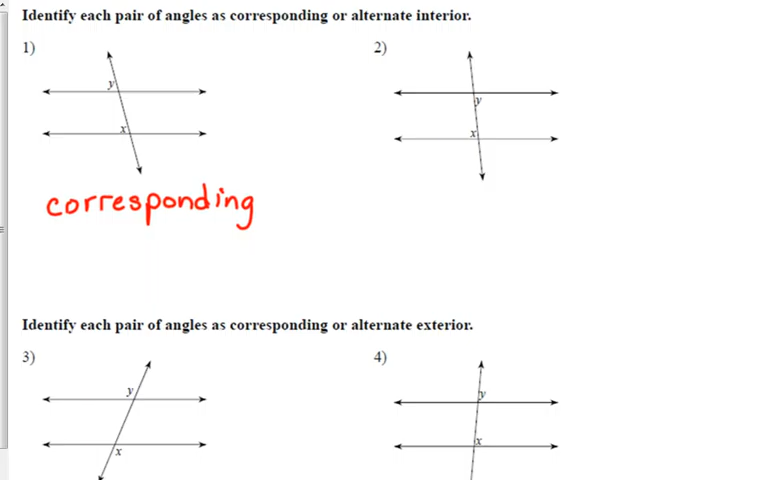 Identify each pair of angles as corresponding or alternate interior.
1) 2)
y
y
x
x
corresponding
Identify each pair of angles as corresponding or alternate exterior.
3) 4)
y
y
x
x